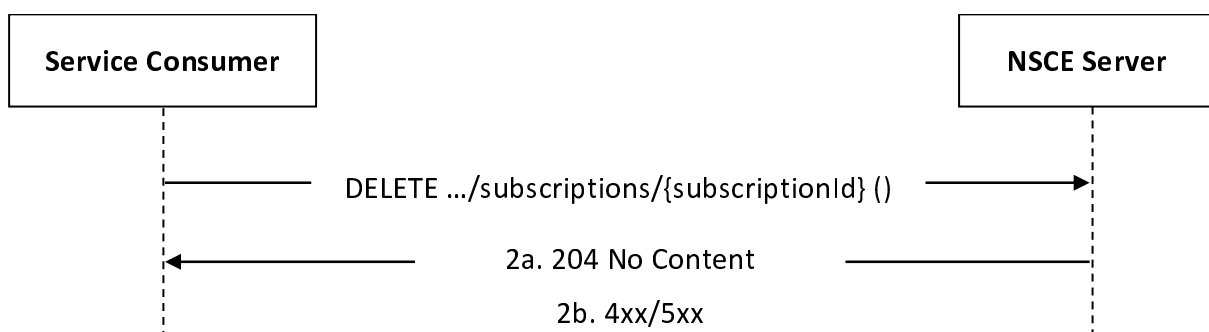 Service Consumer
NSCE Server
DELETE .../subscriptions/{subscriptionId} ()
2a. 204 No Content
2b. 4xx/5xx